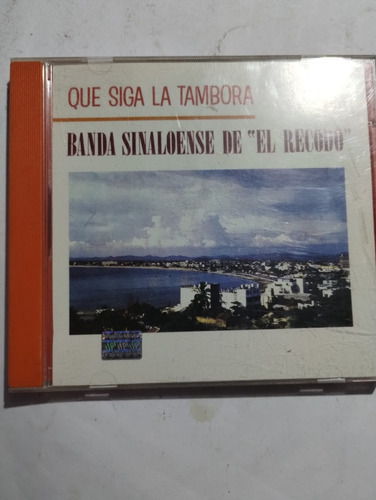 QUE SIGA LA TAMBORA
BANDA SINALOENSE DE "EL RECODO"